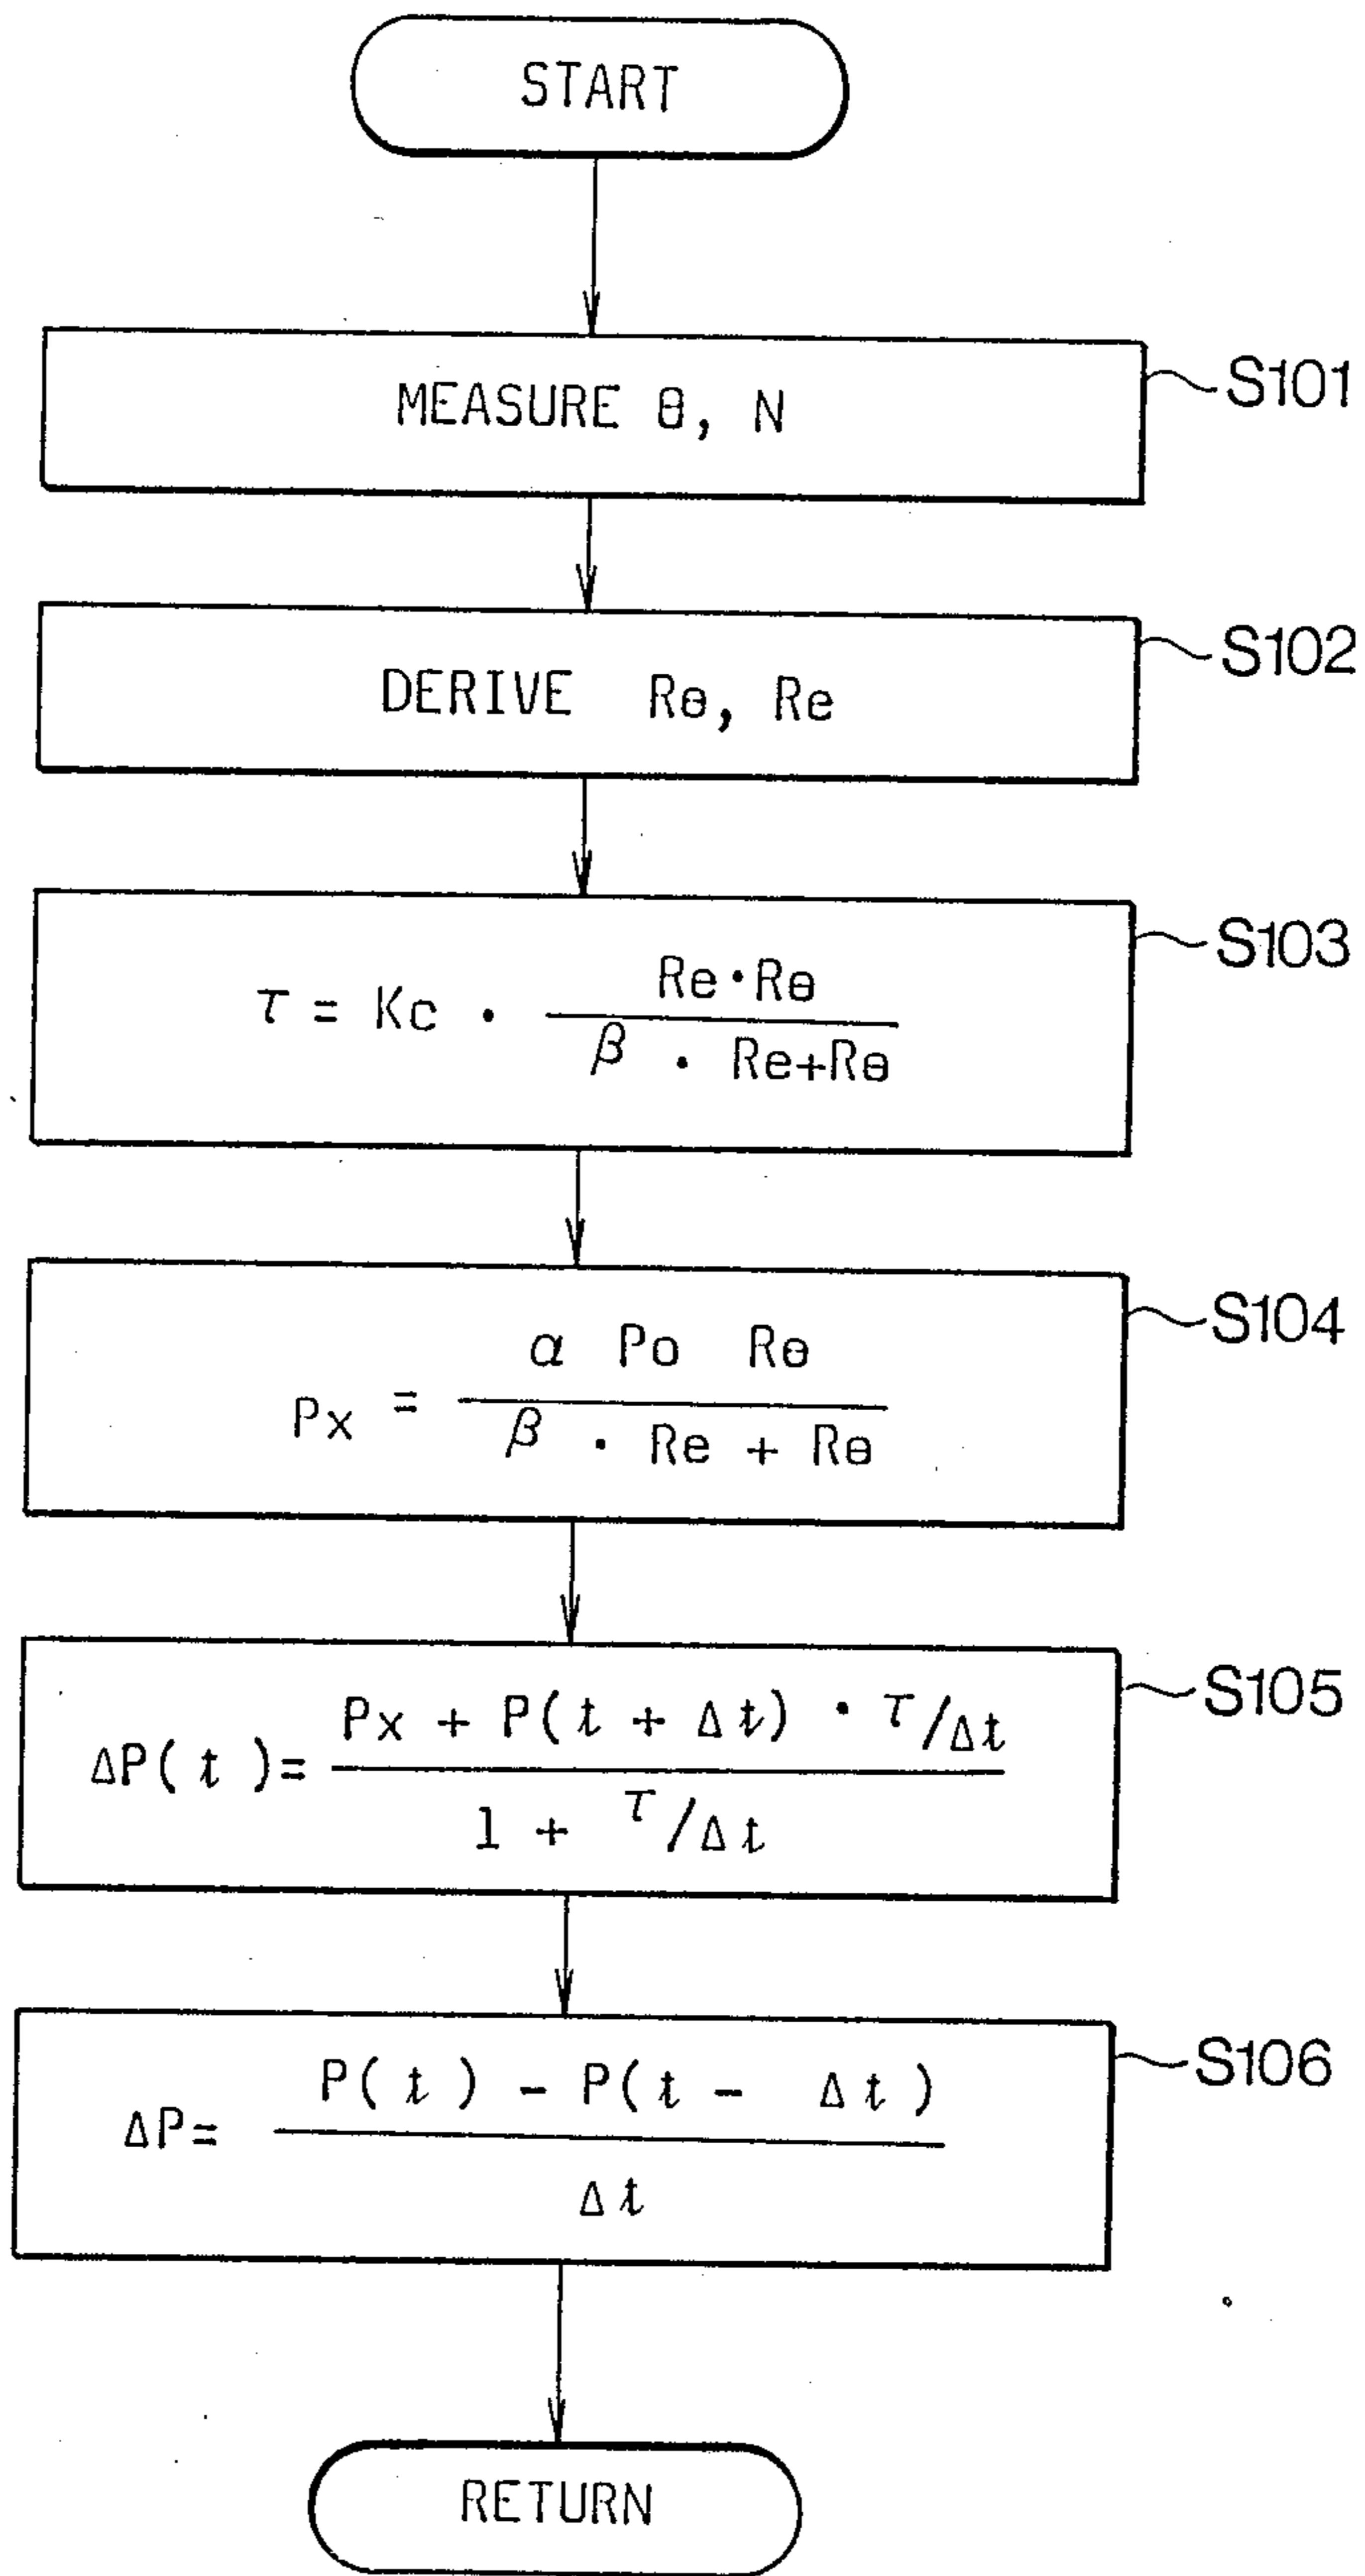 START
MEASURE θ, N
S101
DERIVE Rθ, Re
S102
τ = Kc · Re·Rθ / β · Re+Rθ
S103
Px = α Po Rθ / β · Re + Rθ
S104
ΔP(t)= Px + P(t + Δt) · τ/Δt / 1 + τ/Δt
S105
ΔP= P(t) - P(t - Δt) / Δt
S106
RETURN